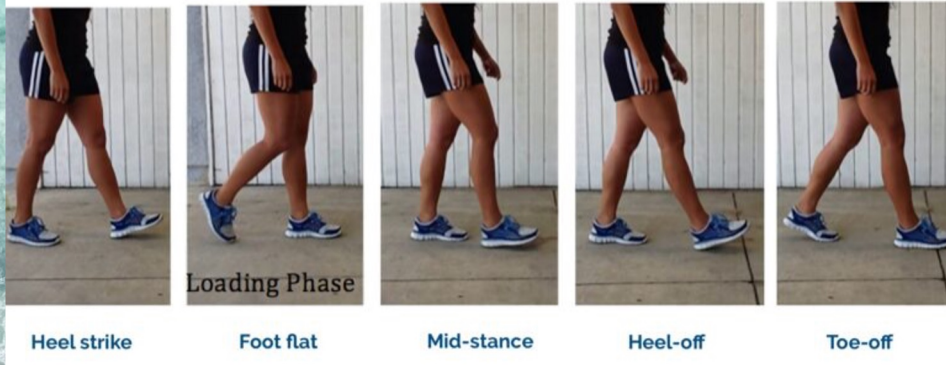 Loading Phase
Heel strike
Foot flat
Mid-stance
Heel-off
Toe-off